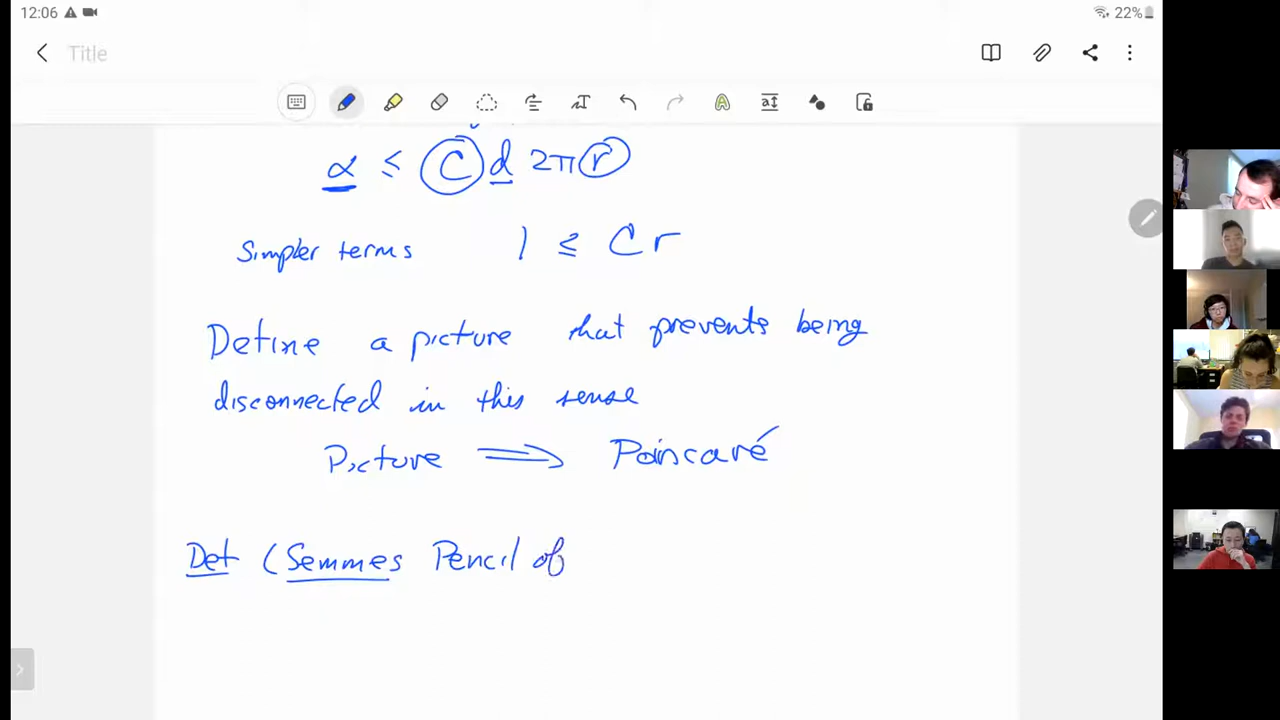 12:06
22%
Title
α ≤ C d 2π r
Simpler terms 1 ≤ C r
Define a picture that prevents being
disconnected in this sense
Picture ⟹ Poincaré
Def (Semmes Pencil of